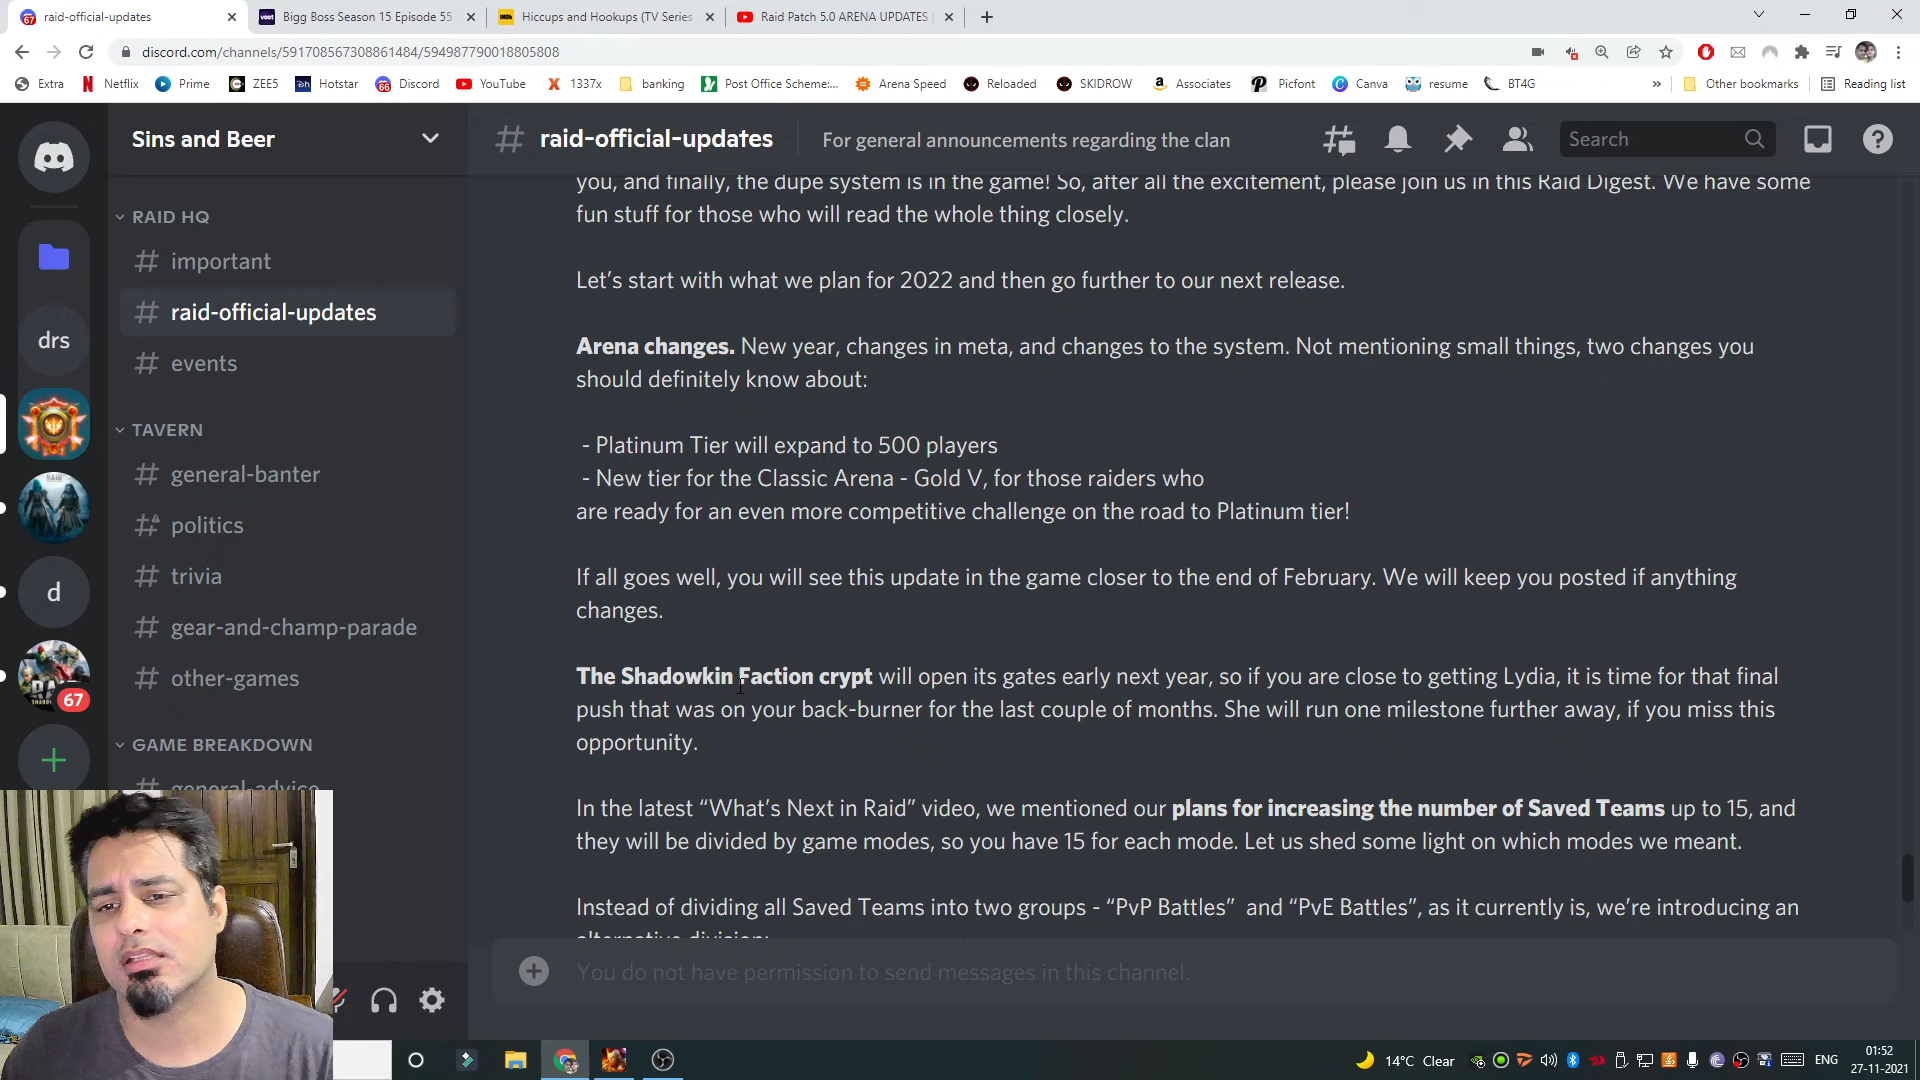 raid-official-updates
Bigg Boss Season 15 Episode 55
Hiccups and Hookups (TV Series
Raid Patch 5.0 ARENA UPDATES
discord.com/channels/591708567308861484/594987790018805808
Extra
Netflix
Prime
ZEE5
Hotstar
Discord
YouTube
1337x
banking
Post Office Scheme:...
Arena Speed
Reloaded
SKIDROW
Associates
Picfont
Canva
resume
BT4G
»
Other bookmarks
Reading list
Sins and Beer
# raid-official-updates
For general announcements regarding the clan
Search
RAID HQ
# important
# raid-official-updates
# events
TAVERN
# general-banter
# politics
# trivia
# gear-and-champ-parade
# other-games
GAME BREAKDOWN
# general-advice
drs
d
67
you, and finally, the dupe system is in the game! So, after all the excitement, please join us in this Raid Digest. We have some
fun stuff for those who will read the whole thing closely.
Let’s start with what we plan for 2022 and then go further to our next release.
Arena changes. New year, changes in meta, and changes to the system. Not mentioning small things, two changes you
should definitely know about:
- Platinum Tier will expand to 500 players
- New tier for the Classic Arena - Gold V, for those raiders who
are ready for an even more competitive challenge on the road to Platinum tier!
If all goes well, you will see this update in the game closer to the end of February. We will keep you posted if anything
changes.
The Shadowkin Faction crypt will open its gates early next year, so if you are close to getting Lydia, it is time for that final
push that was on your back-burner for the last couple of months. She will run one milestone further away, if you miss this
opportunity.
In the latest “What’s Next in Raid” video, we mentioned our plans for increasing the number of Saved Teams up to 15, and
they will be divided by game modes, so you have 15 for each mode. Let us shed some light on which modes we meant.
Instead of dividing all Saved Teams into two groups - “PvP Battles” and “PvE Battles”, as it currently is, we’re introducing an
alternative division:
You do not have permission to send messages in this channel.
14°C Clear
ENG
01:52
27-11-2021